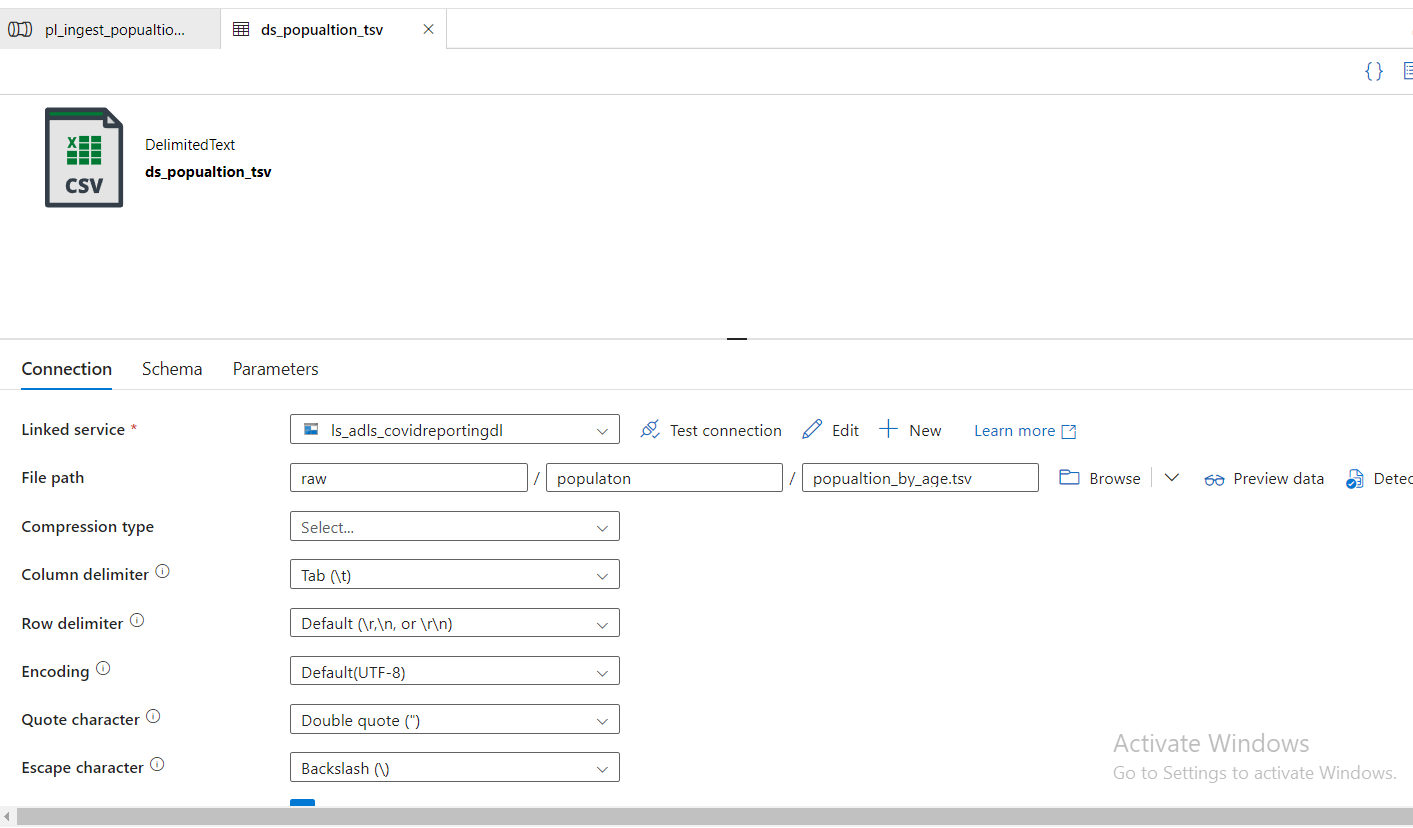 pl_ingest_popualtio...
ds_popualtion_tsv
{}
X
CSV
DelimitedText
ds_popualtion_tsv
Connection Schema Parameters
Linked service * ls_adls_covidreportingdl Test connection Edit New Learn more
File path raw / populaton / popualtion_by_age.tsv Browse Preview data Detec
Compression type Select...
Column delimiter Tab (\t)
Row delimiter Default (\r,\n, or \r\n)
Encoding Default(UTF-8)
Quote character Double quote (")
Escape character Backslash (\)
Activate Windows
Go to Settings to activate Windows.